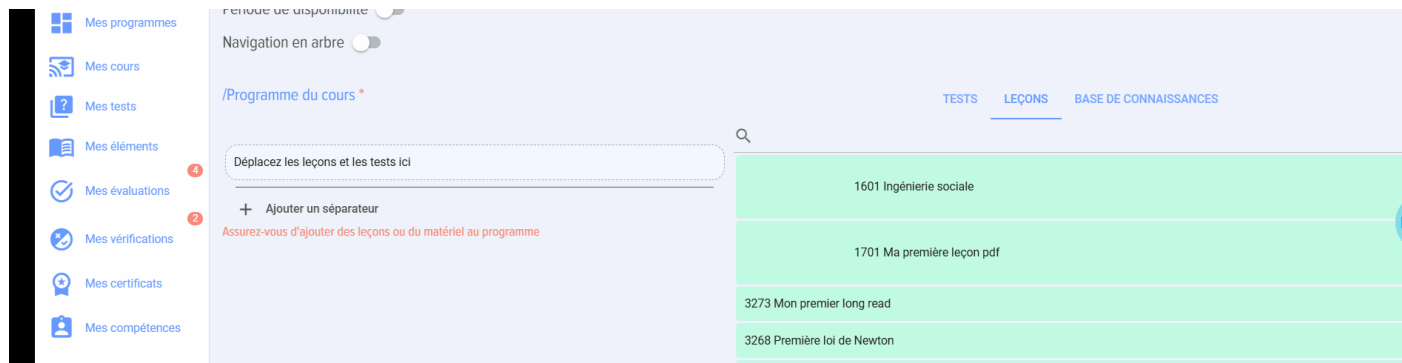 Mes programmes
Mes cours
Mes tests
Mes éléments
4
Mes évaluations
2
Mes vérifications
Mes certificats
Mes compétences
Période de disponibilité
Navigation en arbre
/Programme du cours *
Déplacez les leçons et les tests ici
+ Ajouter un séparateur
Assurez-vous d'ajouter des leçons ou du matériel au programme
TESTS LEÇONS BASE DE CONNAISSANCES
1601 Ingénierie sociale
1701 Ma première leçon pdf
3273 Mon premier long read
3268 Première loi de Newton